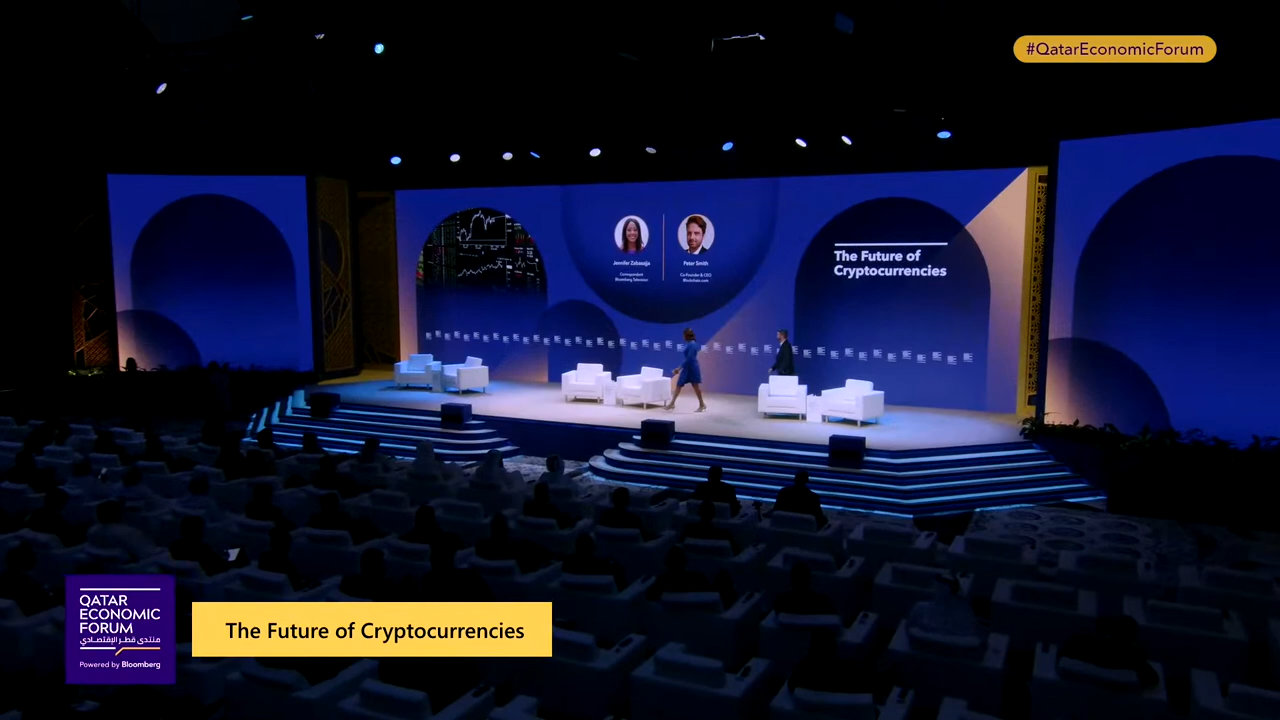 #QatarEconomicForum
Jennifer Zabasajja
Correspondent
Bloomberg Television
Peter Smith
Co-Founder & CEO
Blockchain.com
The Future of
Cryptocurrencies
QATAR
ECONOMIC
FORUM
منتدى قطر الاقتصادي
Powered by Bloomberg
The Future of Cryptocurrencies